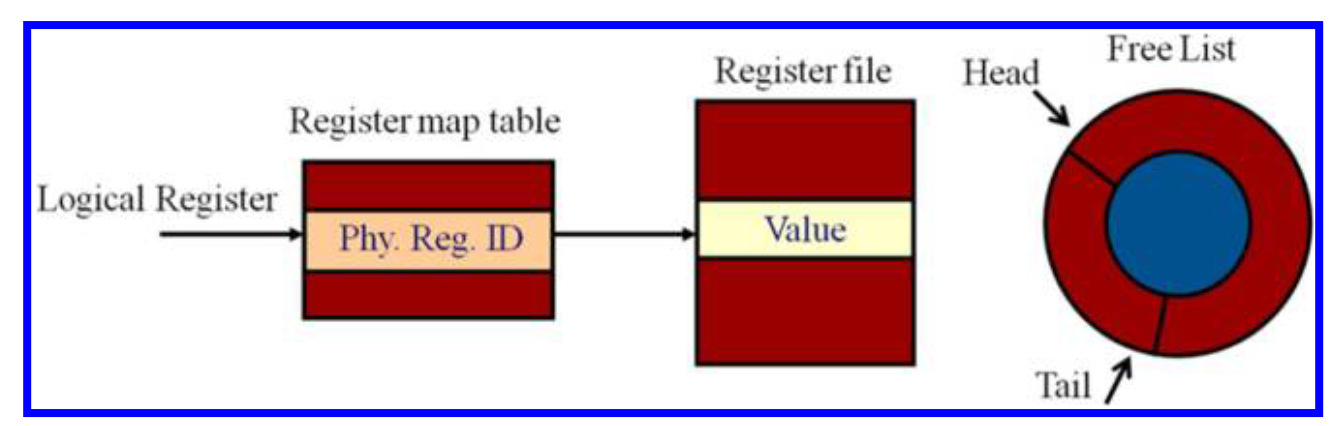 Logical Register
Register map table
Phy. Reg. ID
Register file
Value
Free List
Head
Tail